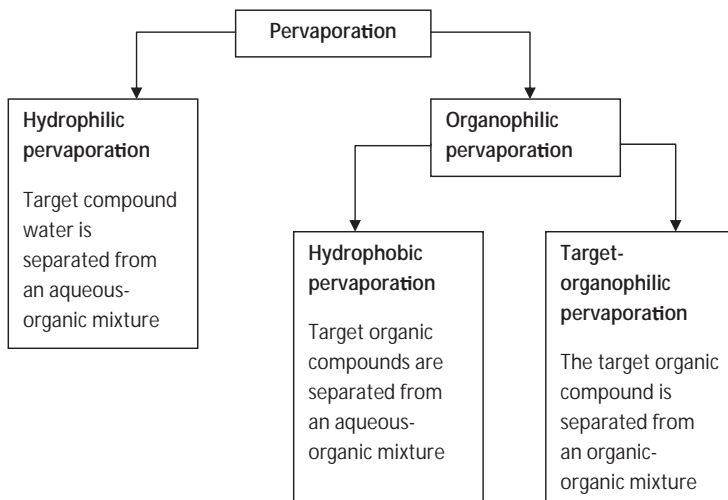 Pervaporation
Hydrophilic
pervaporation
Target compound
water is
separated from
an aqueous-
organic mixture
Organophilic
pervaporation
Hydrophobic
pervaporation
Target organic
compounds are
separated from
an aqueous-
organic mixture
Target-
organophilic
pervaporation
The target organic
compound is
separated from
an organic-
organic mixture